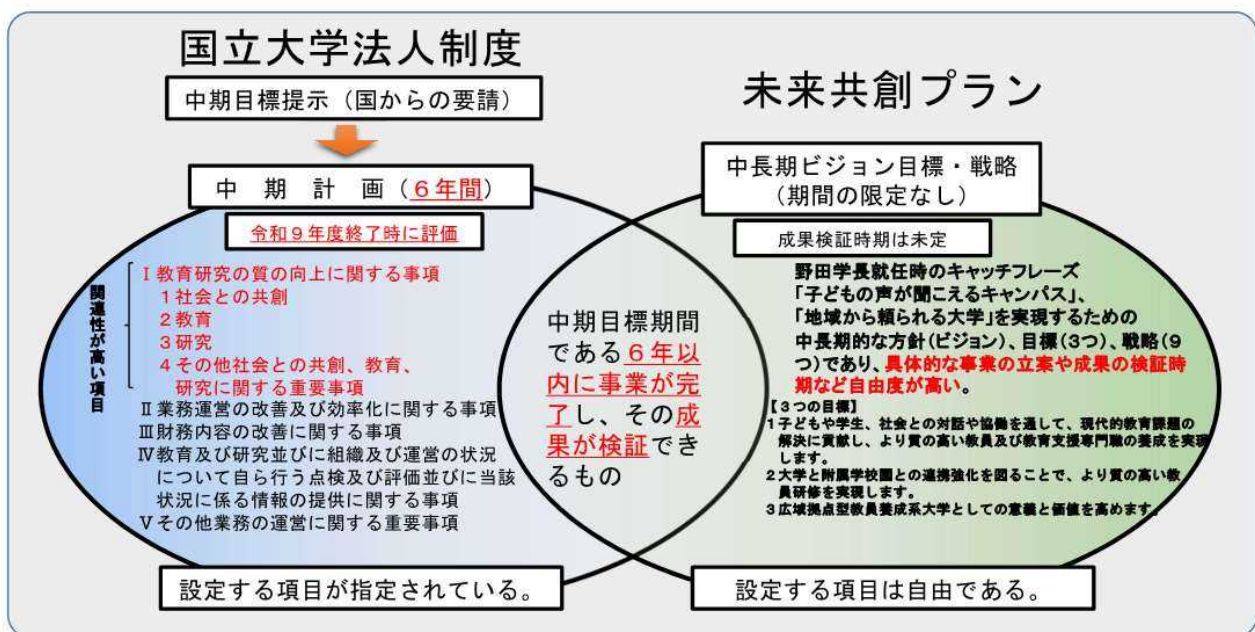 国立大学法人制度
中期目標提示（国からの要請）
中 期 計 画（６年間）
令和９年度終了時に評価
関連性が高い項目
Ⅰ教育研究の質の向上に関する事項
１社会との共創
２教育
３研究
４その他社会との共創、教育、
研究に関する重要事項
Ⅱ業務運営の改善及び効率化に関する事項
Ⅲ財務内容の改善に関する事項
Ⅳ教育及び研究並びに組織及び運営の状況
について自ら行う点検及び評価並びに当該
状況に係る情報の提供に関する事項
Ⅴその他業務の運営に関する重要事項
設定する項目が指定されている。
中期目標期間
である６年以
内に事業が完
了し、その成
果が検証でき
るもの
未来共創プラン
中長期ビジョン目標・戦略
（期間の限定なし）
成果検証時期は未定
野田学長就任時のキャッチフレーズ
「子どもの声が聞こえるキャンパス」、
「地域から頼られる大学」を実現するための
中長期的な方針（ビジョン）、目標（３つ）、戦略（９
つ）であり、具体的な事業の立案や成果の検証時
期など自由度が高い。
【３つの目標】
１子どもや学生、社会との対話や協働を通して、現代的教育課題の
解決に貢献し、より質の高い教員及び教育支援専門職の養成を実現
します。
２大学と附属学校園との連携強化を図ることで、より質の高い教
員研修を実現します。
３広域拠点型教員養成系大学としての意義と価値を高めます。
設定する項目は自由である。